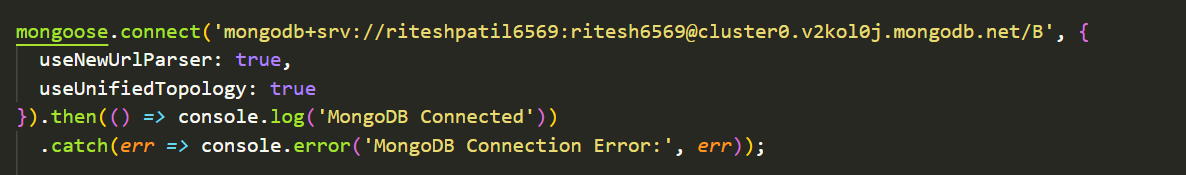 mongoose.connect('mongodb+srv://riteshpatil6569:ritesh6569@cluster0.v2kol0j.mongodb.net/B', {
  useNewUrlParser: true,
  useUnifiedTopology: true
}).then(() => console.log('MongoDB Connected'))
  .catch(err => console.error('MongoDB Connection Error:', err));